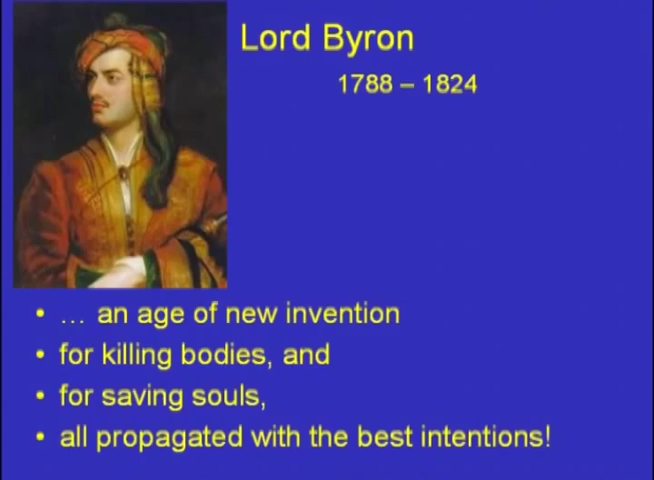 Lord Byron
1788 – 1824
• … an age of new invention
• for killing bodies, and
• for saving souls,
• all propagated with the best intentions!